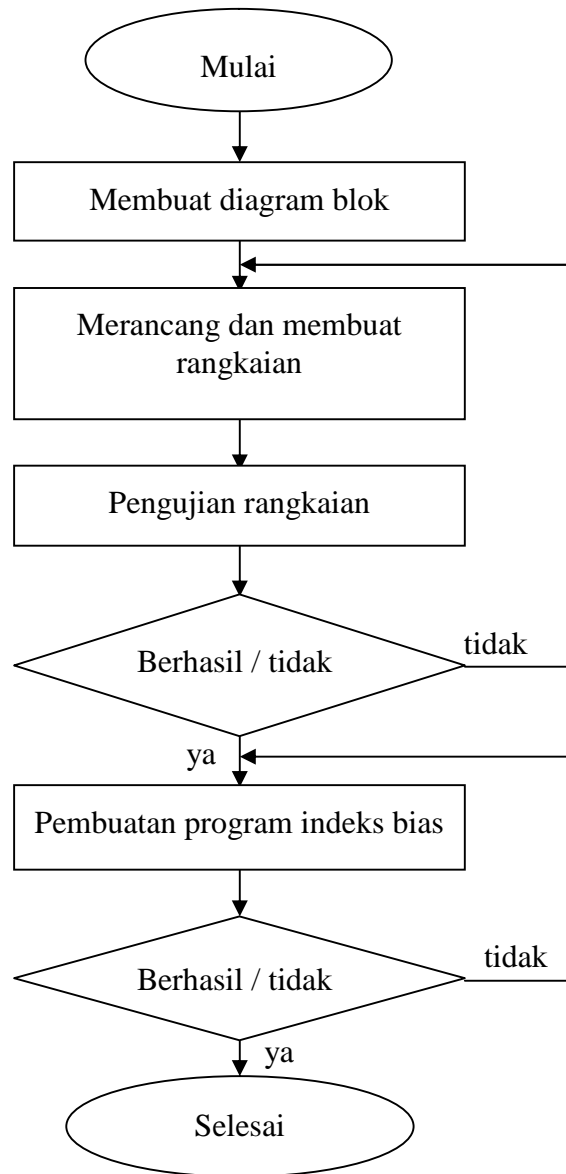 Mulai
Membuat diagram blok
Merancang dan membuat
rangkaian
Pengujian rangkaian
Berhasil / tidak
tidak
ya
Pembuatan program indeks bias
Berhasil / tidak
tidak
ya
Selesai